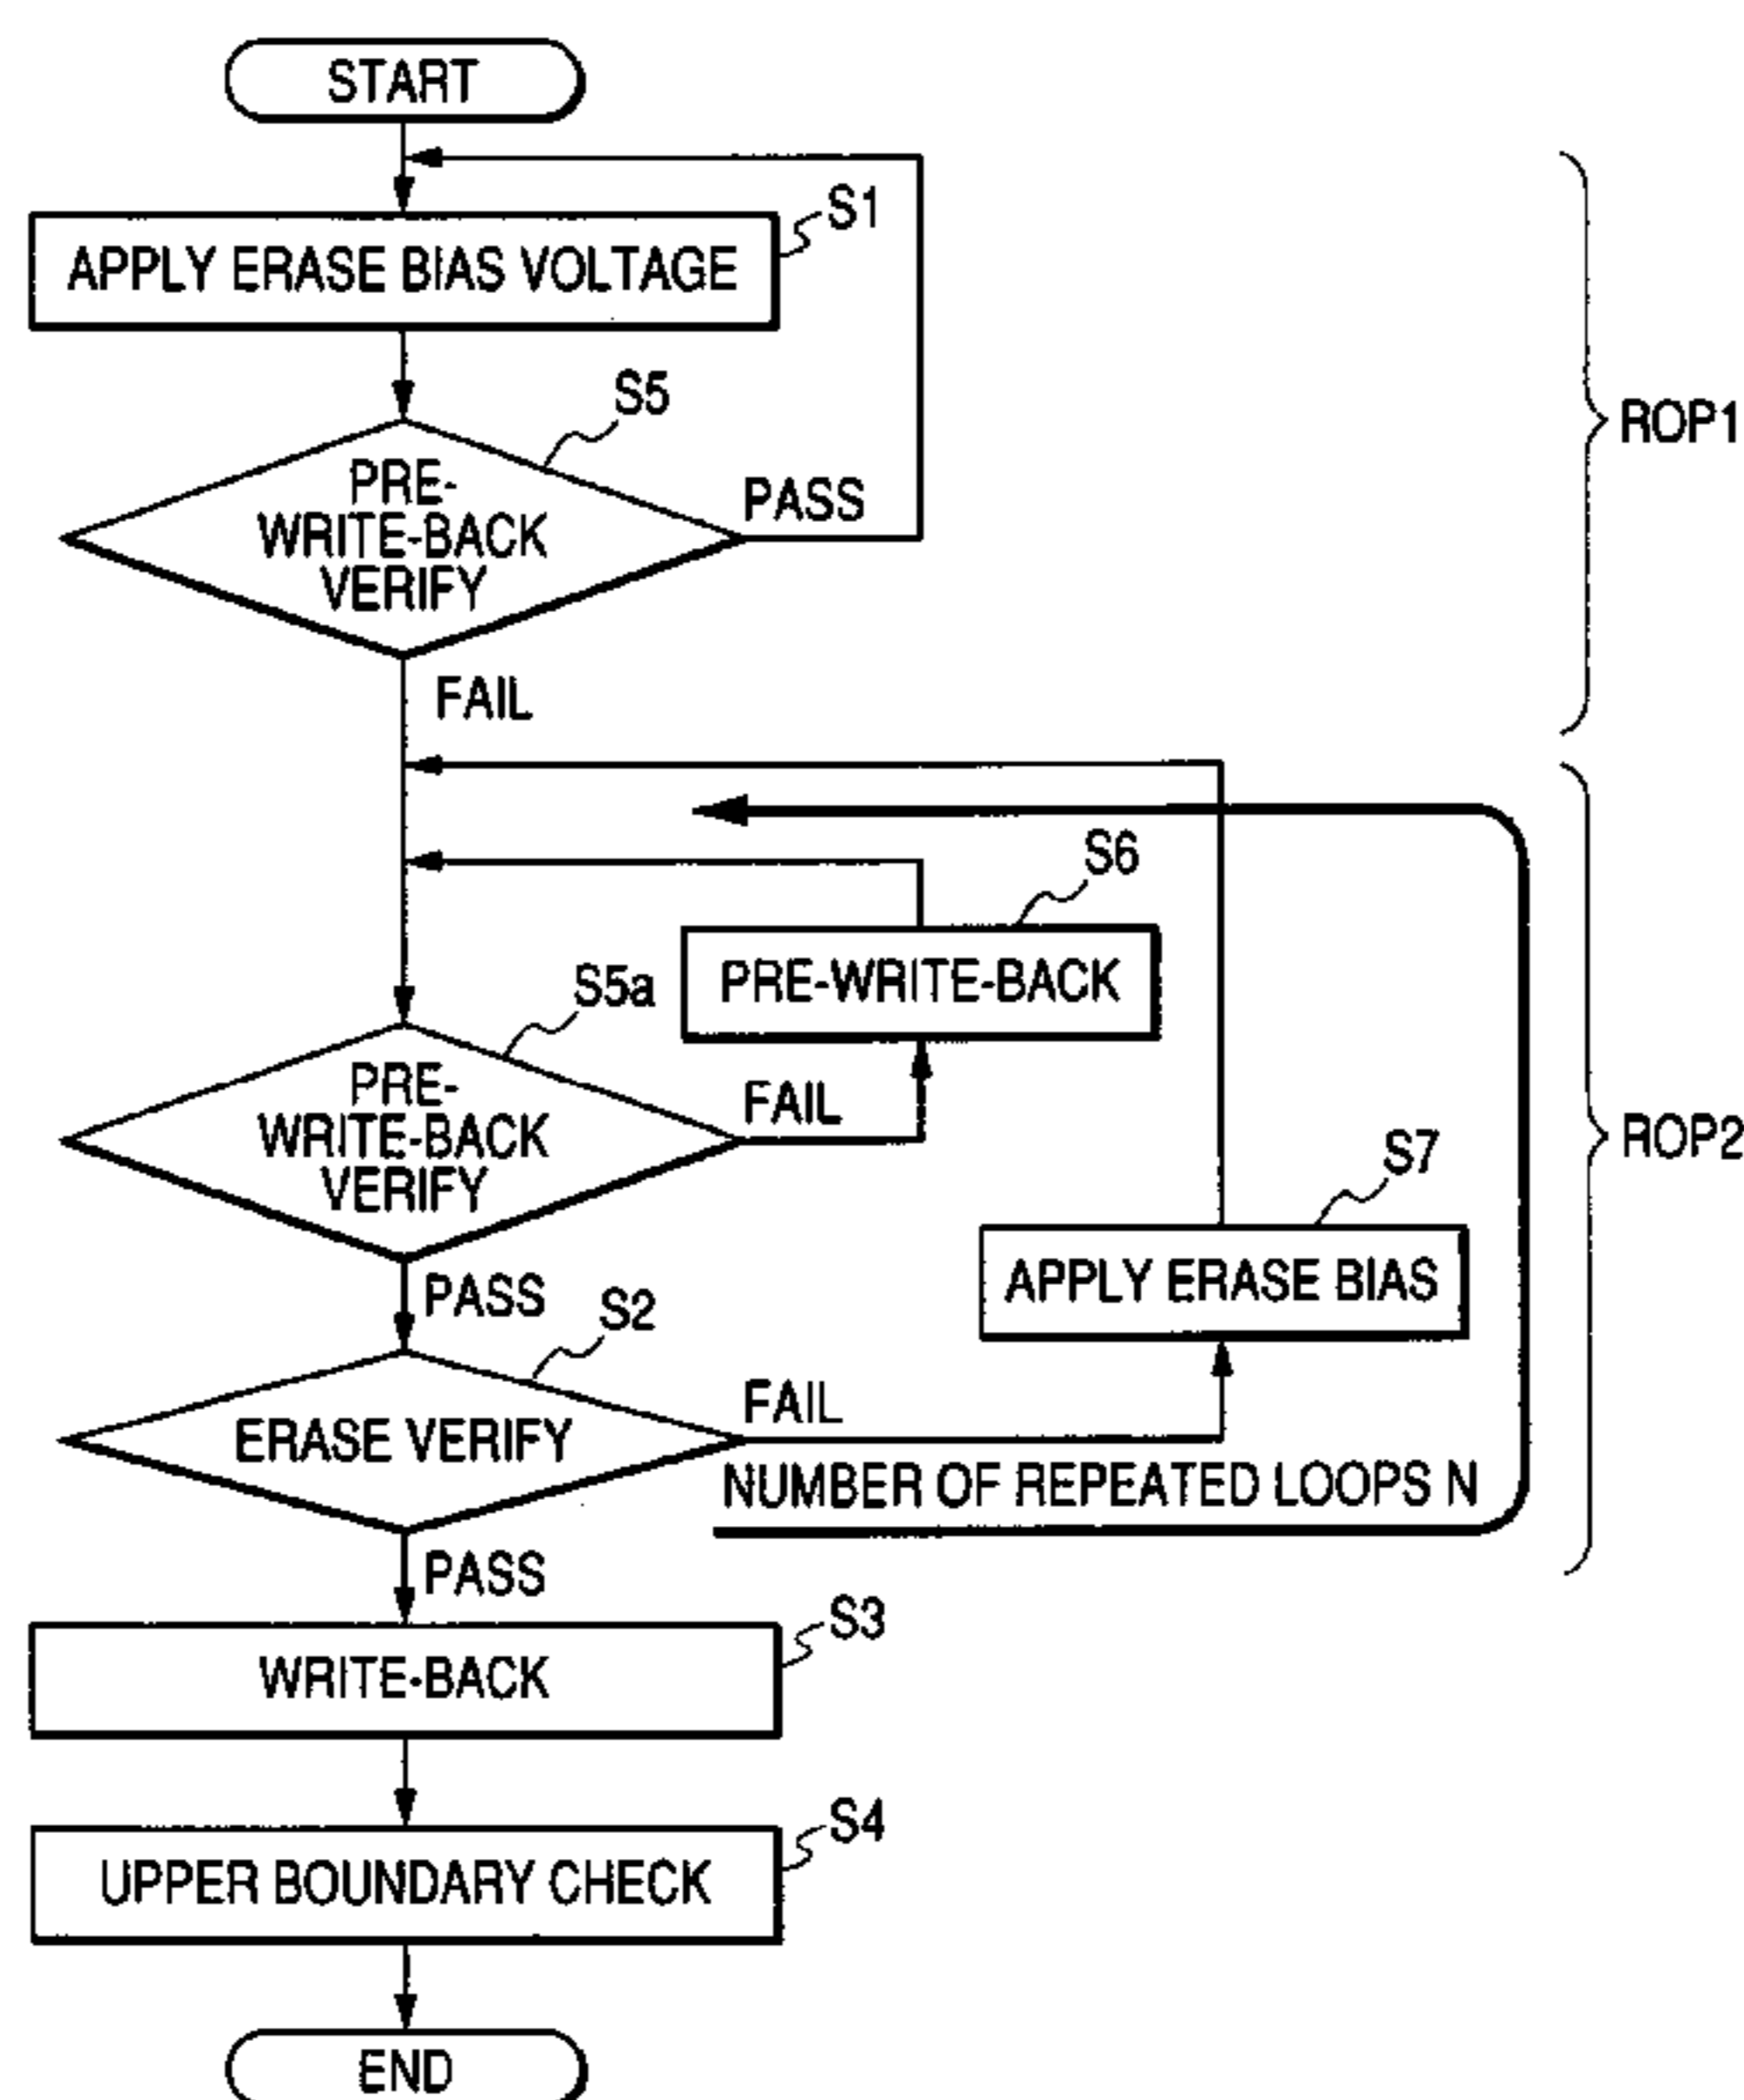 START
S1
APPLY ERASE BIAS VOLTAGE
S5
PRE-
WRITE-BACK
VERIFY
PASS
ROP1
FAIL
S6
PRE-WRITE-BACK
S5a
PRE-
WRITE-BACK
VERIFY
FAIL
ROP2
S7
APPLY ERASE BIAS
PASS
S2
ERASE VERIFY
FAIL
NUMBER OF REPEATED LOOPS N
PASS
S3
WRITE-BACK
S4
UPPER BOUNDARY CHECK
END